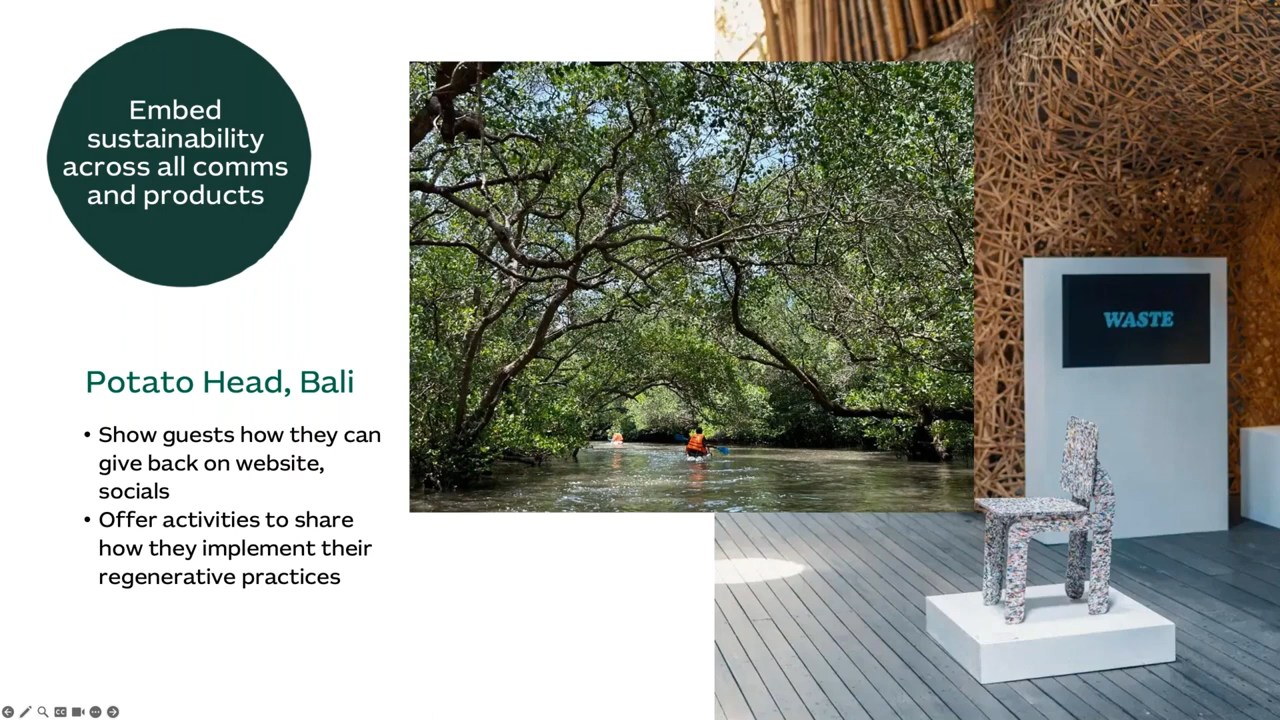 Embed
sustainability
across all comms
and products
Potato Head, Bali
• Show guests how they can
give back on website,
socials
• Offer activities to share
how they implement their
regenerative practices
WASTE
CC